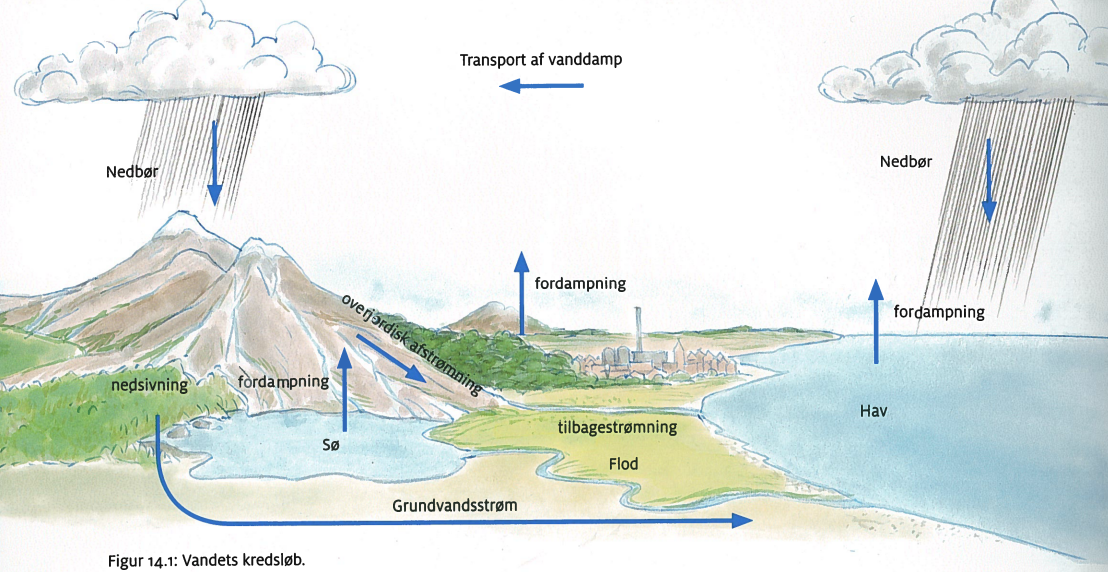 Transport af vanddamp
Nedbør
Nedbør
fordampning
fordampning
overjordisk afstrømning
nedsivning
fordampning
Hav
tilbagestrømning
Sø
Flod
Grundvandsstrøm
Figur 14.1: Vandets kredsløb.